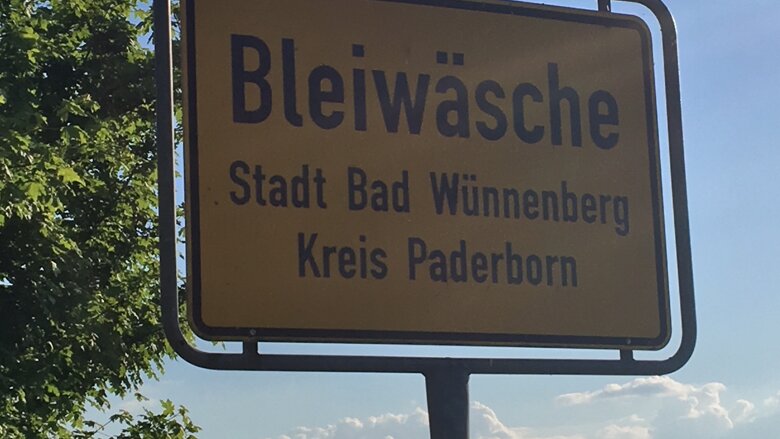 Bleiwäsche
Stadt Bad Wünnenberg
Kreis Paderborn